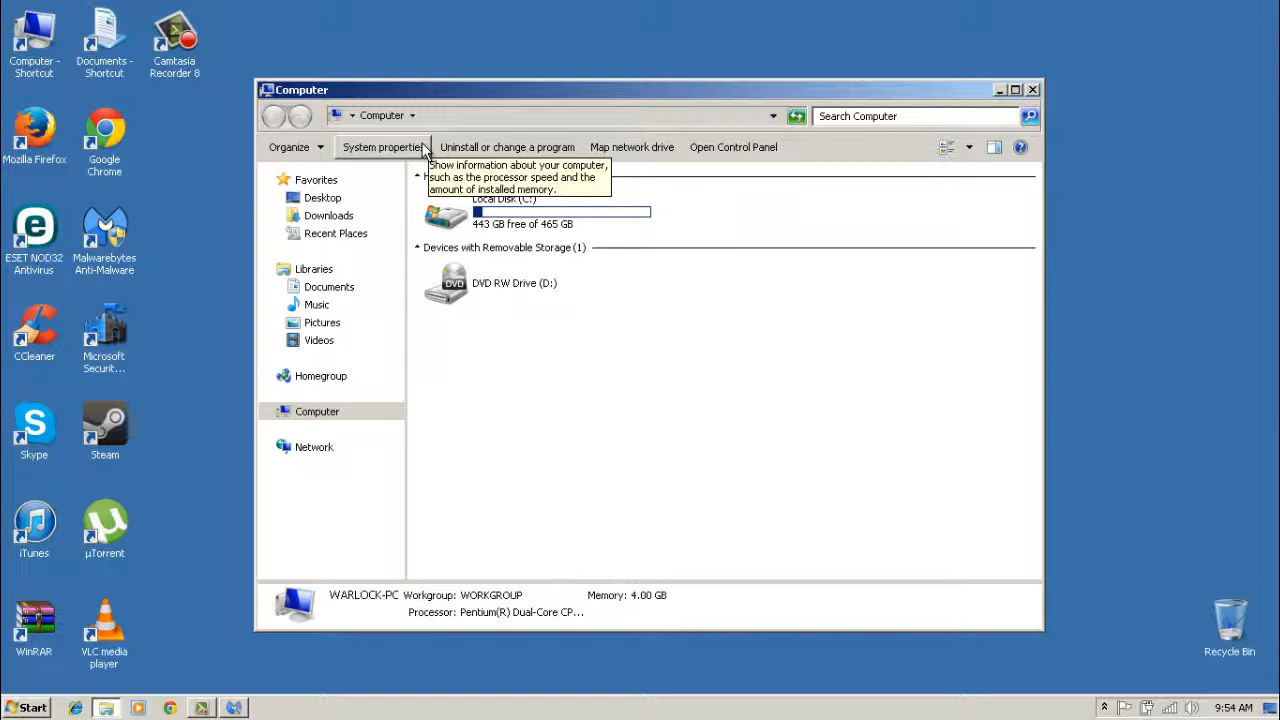 Computer -
Shortcut
Documents -
Shortcut
Camtasia
Recorder 8
Mozilla Firefox
Google
Chrome
ESET NOD32
Antivirus
Malwarebytes
Anti-Malware
CCleaner
Microsoft
Securit...
Skype
Steam
iTunes
µTorrent
WinRAR
VLC media
player
Computer
Computer
Search Computer
Organize
System properties
Uninstall or change a program
Map network drive
Open Control Panel
Show information about your computer,
such as the processor speed and the
amount of installed memory.
Favorites
Desktop
Downloads
Recent Places
Libraries
Documents
Music
Pictures
Videos
Homegroup
Computer
Network
Local Disk (C:)
443 GB free of 465 GB
Devices with Removable Storage (1)
DVD
DVD RW Drive (D:)
WARLOCK-PC Workgroup: WORKGROUP Memory: 4.00 GB
Processor: Pentium(R) Dual-Core CP...
Recycle Bin
Start
9:54 AM